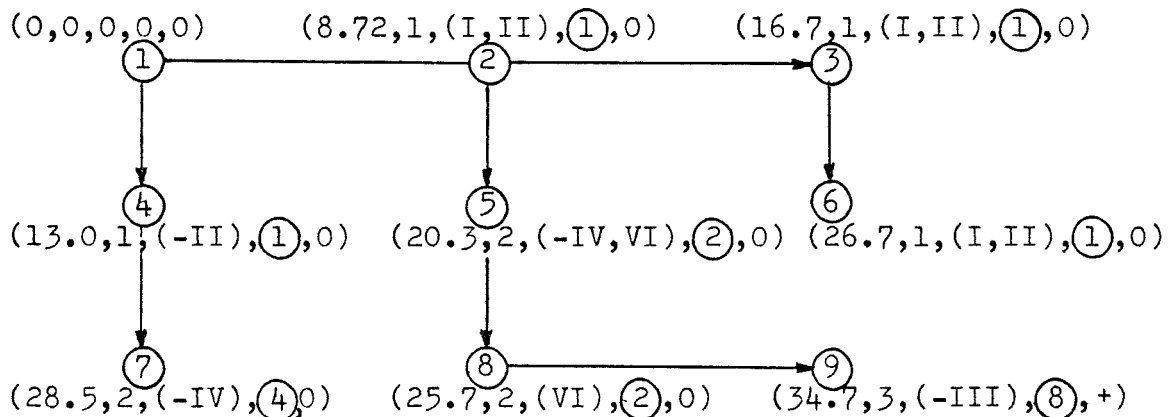 (0,0,0,0,0) (8.72,1,(I,II),①,0) (16.7,1,(I,II),①,0)
① ② ③
④ ⑤ ⑥
(13.0,1,(-II),①,0) (20.3,2,(-IV,VI),②,0) (26.7,1,(I,II),①,0)
⑦ ⑧ ⑨
(28.5,2,(-IV),④,0) (25.7,2,(VI),②,0) (34.7,3,(-III),⑧,+)